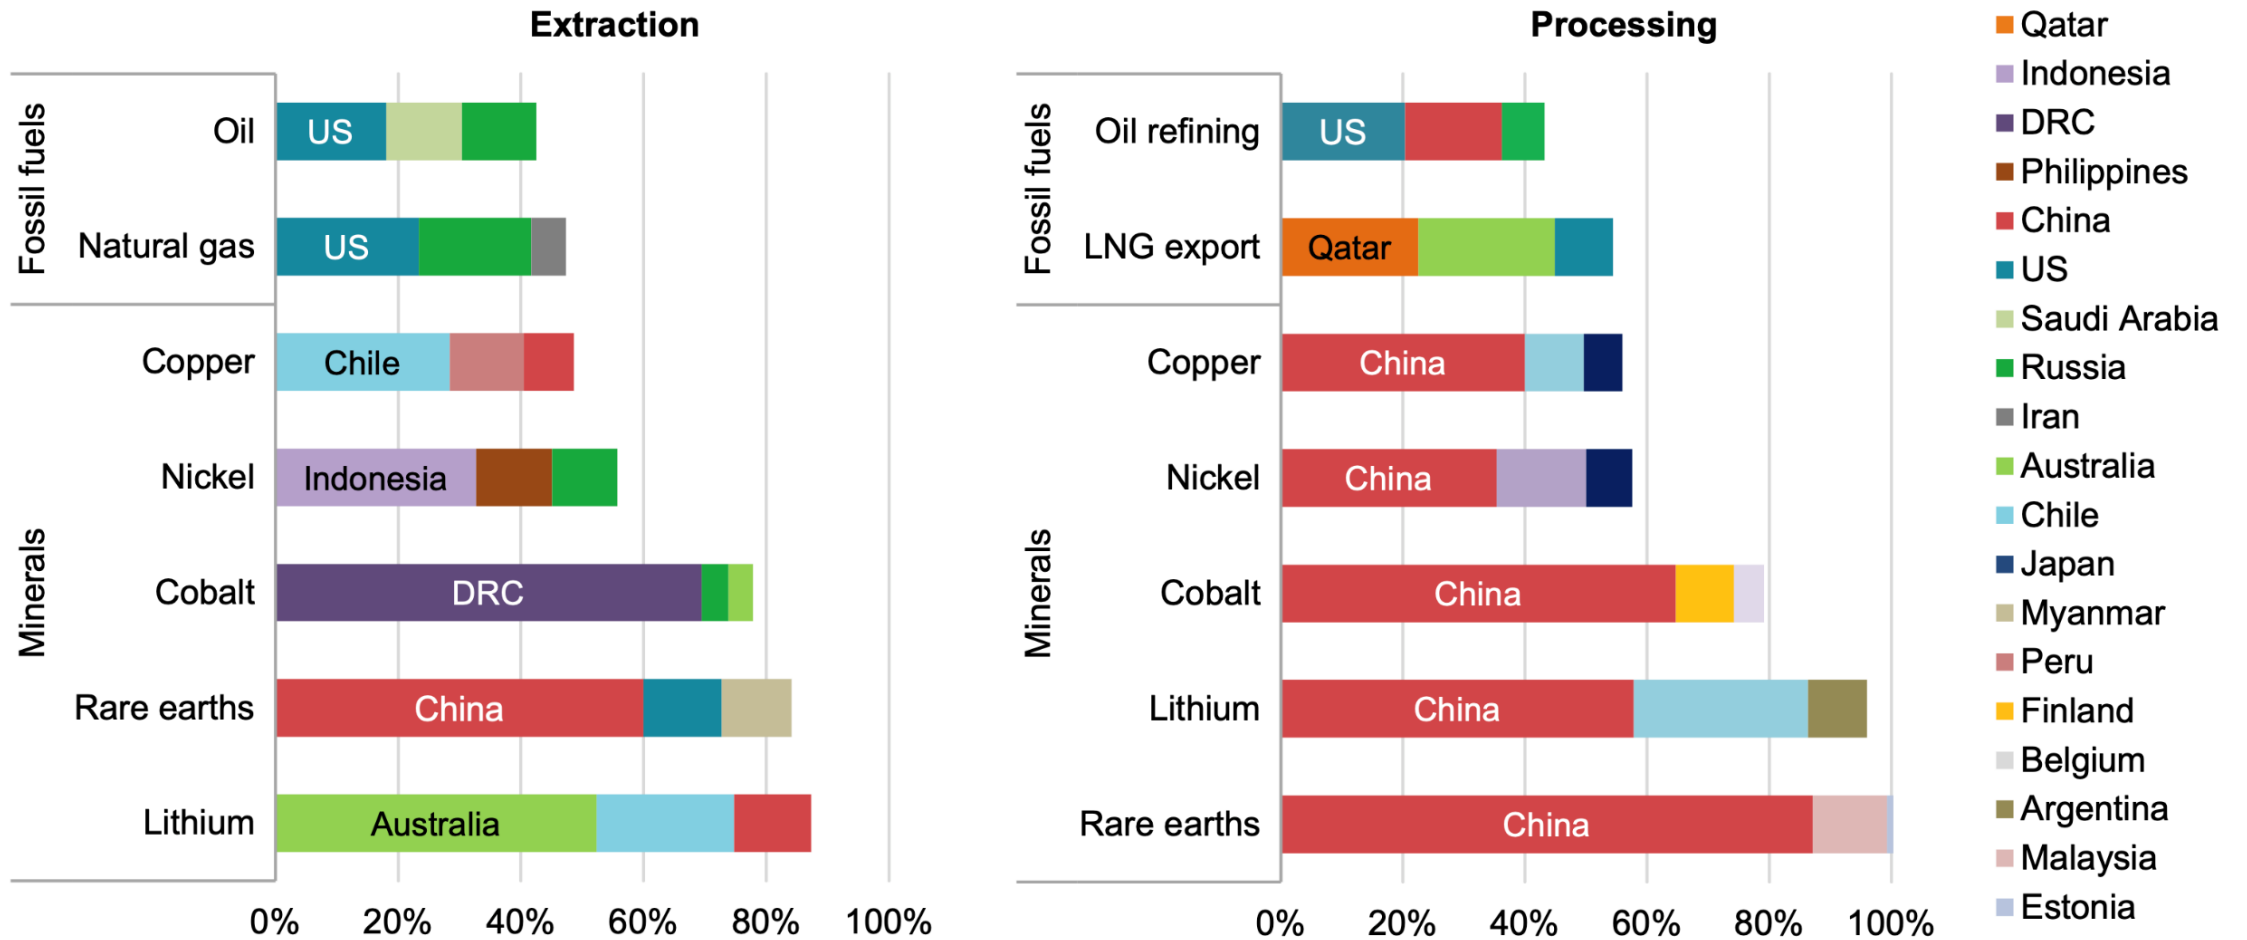 Extraction
Fossil fuels
Oil
US
Natural gas
US
Minerals
Copper
Chile
Nickel
Indonesia
Cobalt
DRC
Rare earths
China
Lithium
Australia
0% 20% 40% 60% 80% 100%
Processing
Fossil fuels
Oil refining
US
LNG export
Qatar
Minerals
Copper
China
Nickel
China
Cobalt
China
Lithium
China
Rare earths
China
0% 20% 40% 60% 80% 100%
Qatar
Indonesia
DRC
Philippines
China
US
Saudi Arabia
Russia
Iran
Australia
Chile
Japan
Myanmar
Peru
Finland
Belgium
Argentina
Malaysia
Estonia